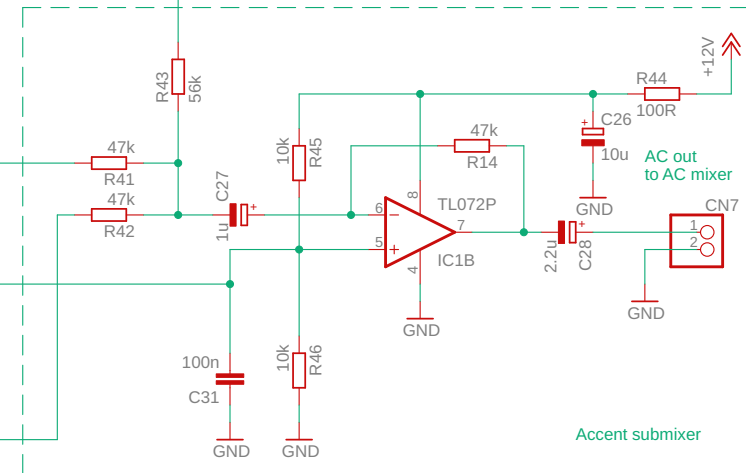 +12V
R43
56k
R44
100R
C26
10u
+
47k
R41
47k
R42
10k
R45
47k
R14
AC out
to AC mixer
C27
1u
+
GND
CN7
1
2
TL072P
8
6
7
5
4
IC1B
2.2u
C28
+
GND
GND
100n
C31
10k
R46
GND
GND
Accent submixer